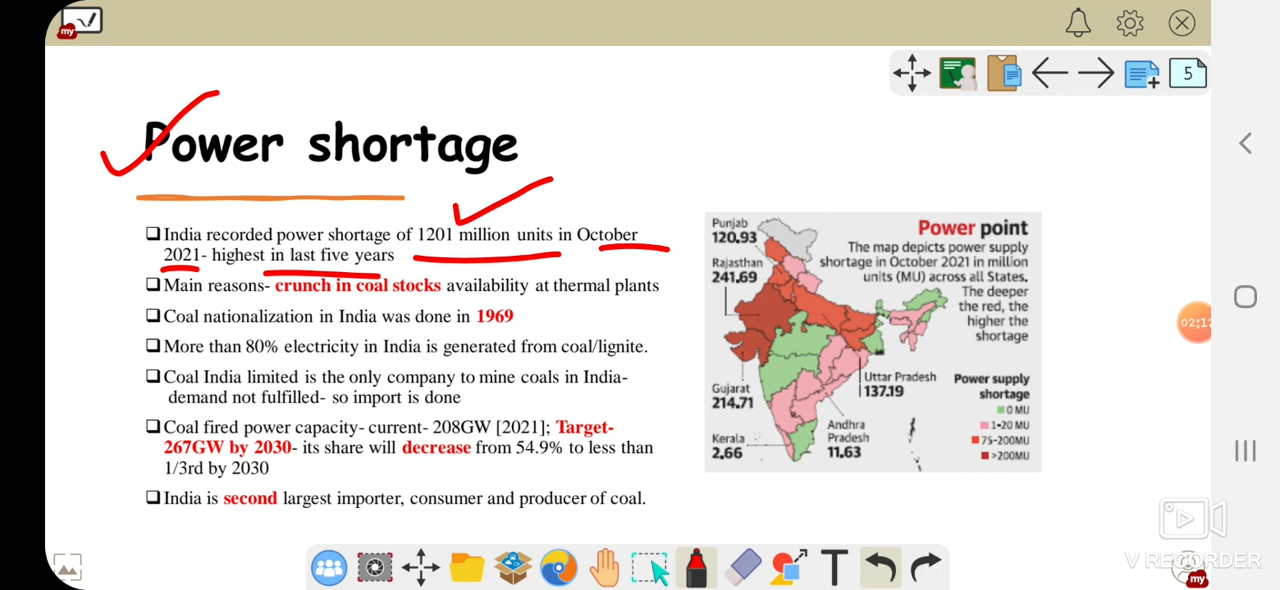 my
5
Power shortage
❑India recorded power shortage of 1201 million units in October
2021- highest in last five years
❑Main reasons- crunch in coal stocks availability at thermal plants
❑Coal nationalization in India was done in 1969
❑More than 80% electricity in India is generated from coal/lignite.
❑Coal India limited is the only company to mine coals in India-
demand not fulfilled- so import is done
❑Coal fired power capacity- current- 208GW [2021]; Target-
267GW by 2030- its share will decrease from 54.9% to less than
1/3rd by 2030
❑India is second largest importer, consumer and producer of coal.
Power point
The map depicts power supply
shortage in October 2021 in million
units (MU) across all States.
The deeper
the red, the
higher the
shortage
Punjab
120.93
Rajasthan
241.69
Gujarat
214.71
Kerala
2.66
Andhra
Pradesh
11.63
Uttar Pradesh
137.19
Power supply
shortage
0 MU
1-20 MU
75-200MU
>200MU
02:12
T
V RECORDER
my